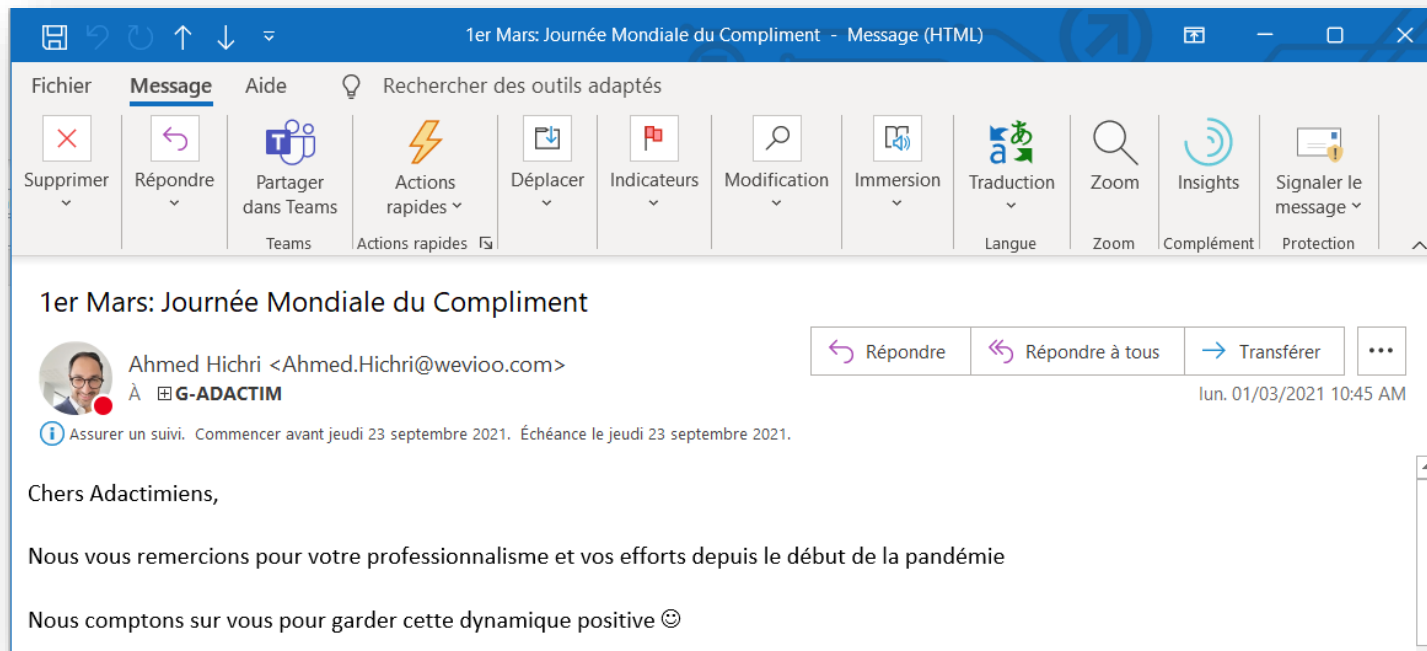 1er Mars: Journée Mondiale du Compliment - Message (HTML)
Fichier Message Aide Rechercher des outils adaptés
Supprimer Répondre Partager dans Teams Actions rapides Déplacer Indicateurs Modification Immersion Traduction Zoom Insights Signaler le message
Teams Actions rapides Langue Zoom Complément Protection
1er Mars: Journée Mondiale du Compliment
Ahmed Hichri <Ahmed.Hichri@wevioo.com>
À G-ADACTIM
Répondre Répondre à tous Transférer
lun. 01/03/2021 10:45 AM
Assurer un suivi. Commencer avant jeudi 23 septembre 2021. Échéance le jeudi 23 septembre 2021.
Chers Adactimiens,
Nous vous remercions pour votre professionnalisme et vos efforts depuis le début de la pandémie
Nous comptons sur vous pour garder cette dynamique positive ☺